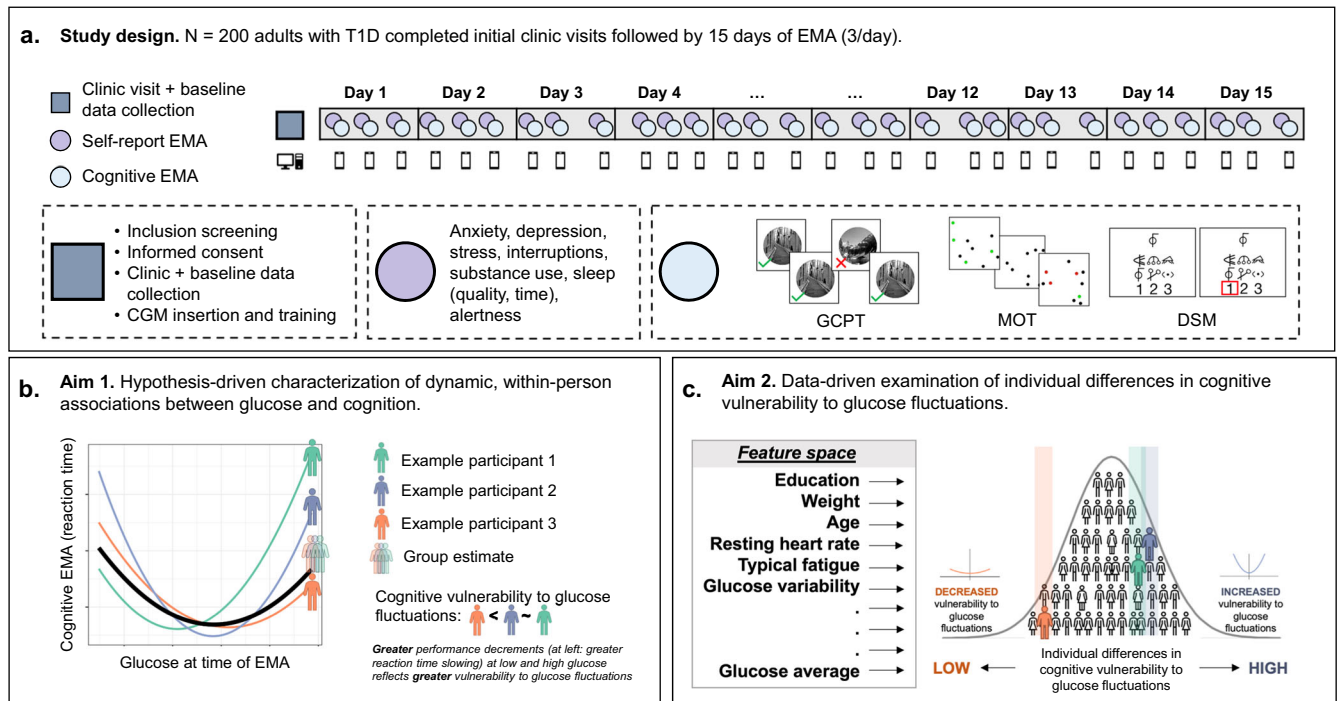 a. Study design. N = 200 adults with T1D completed initial clinic visits followed by 15 days of EMA (3/day).
Clinic visit + baseline
data collection
Self-report EMA
Cognitive EMA
Day 1 Day 2 Day 3 Day 4 ... ... Day 12 Day 13 Day 14 Day 15
• Inclusion screening
• Informed consent
• Clinic + baseline data
collection
• CGM insertion and training
Anxiety, depression,
stress, interruptions,
substance use, sleep
(quality, time),
alertness
1 2 3
1 2 3
GCPT MOT DSM
b. Aim 1. Hypothesis-driven characterization of dynamic, within-person
associations between glucose and cognition.
Cognitive EMA (reaction time)
Glucose at time of EMA
Example participant 1
Example participant 2
Example participant 3
Group estimate
Cognitive vulnerability to glucose
fluctuations: < ~
Greater performance decrements (at left: greater
reaction time slowing) at low and high glucose
reflects greater vulnerability to glucose fluctuations
c. Aim 2. Data-driven examination of individual differences in cognitive
vulnerability to glucose fluctuations.
Feature space
Education
Weight
Age
Resting heart rate
Typical fatigue
Glucose variability
.
.
.
Glucose average
DECREASED
vulnerability to
glucose
fluctuations
INCREASED
vulnerability to
glucose
fluctuations
LOW
Individual differences in
cognitive vulnerability to
glucose fluctuations
HIGH